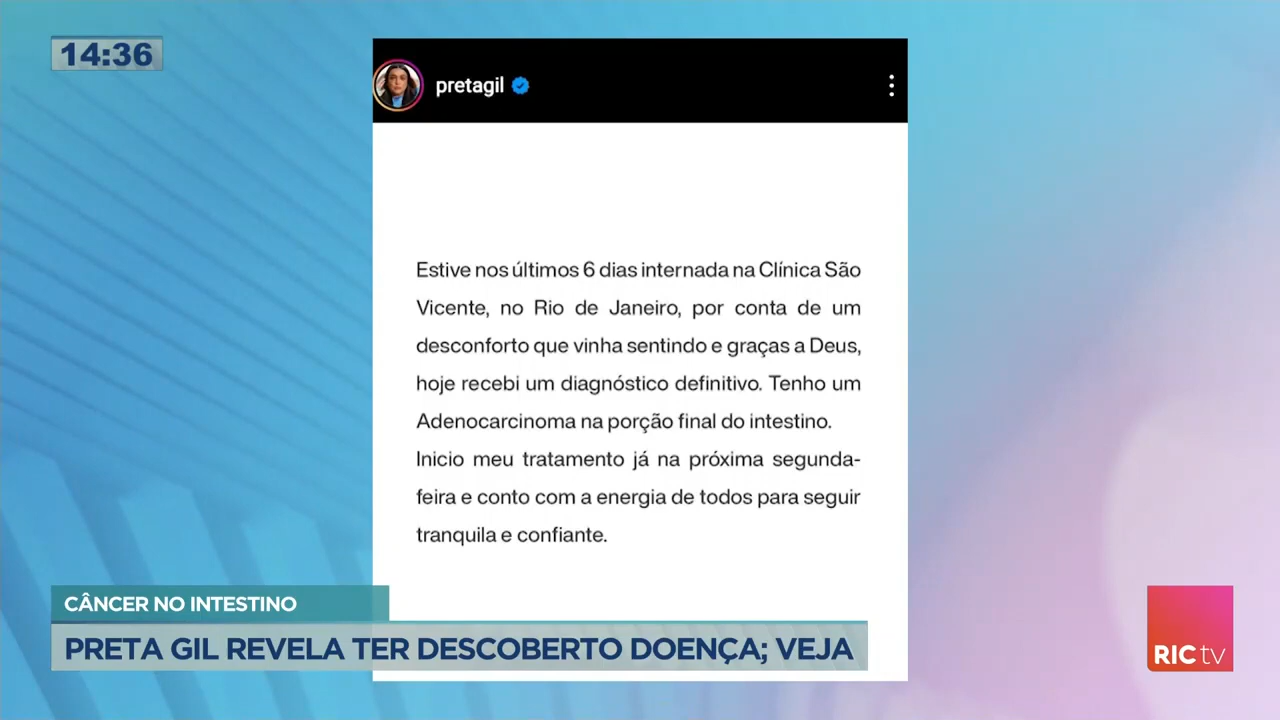 14:36
pretagil
Estive nos últimos 6 dias internada na Clínica São
Vicente, no Rio de Janeiro, por conta de um
desconforto que vinha sentindo e graças a Deus,
hoje recebi um diagnóstico definitivo. Tenho um
Adenocarcinoma na porção final do intestino.
Inicio meu tratamento já na próxima segunda-
feira e conto com a energia de todos para seguir
tranquila e confiante.
CÂNCER NO INTESTINO
PRETA GIL REVELA TER DESCOBERTO DOENÇA; VEJA
RIC tv